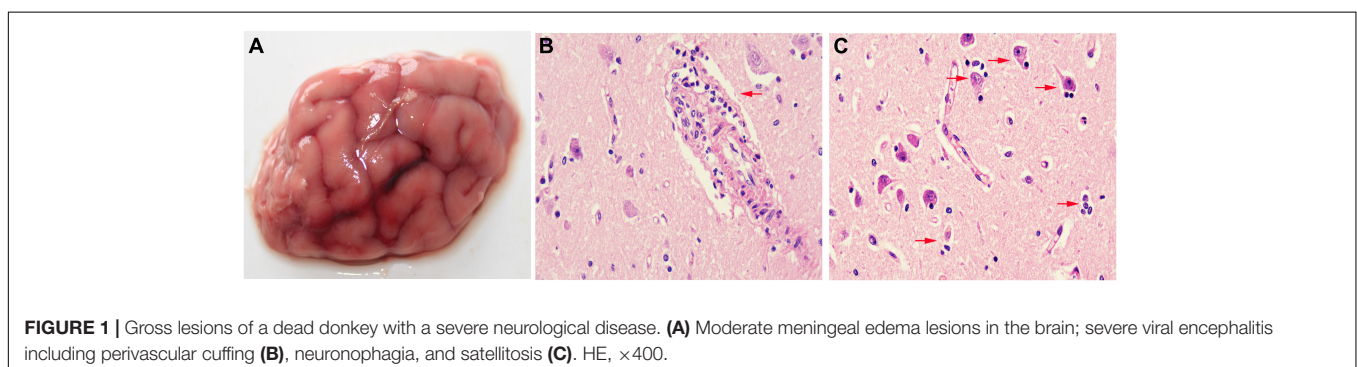 A
B
C
FIGURE 1 | Gross lesions of a dead donkey with a severe neurological disease. (A) Moderate meningeal edema lesions in the brain; severe viral encephalitis
including perivascular cuffing (B), neuronophagia, and satellitosis (C). HE, ×400.